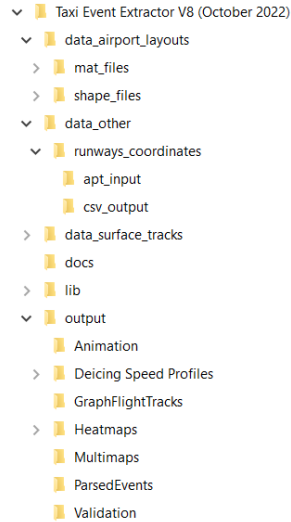 Taxi Event Extractor V8 (October 2022)
data_airport_layouts
mat_files
shape_files
data_other
runways_coordinates
apt_input
csv_output
data_surface_tracks
docs
lib
output
Animation
Deicing Speed Profiles
GraphFlightTracks
Heatmaps
Multimaps
ParsedEvents
Validation